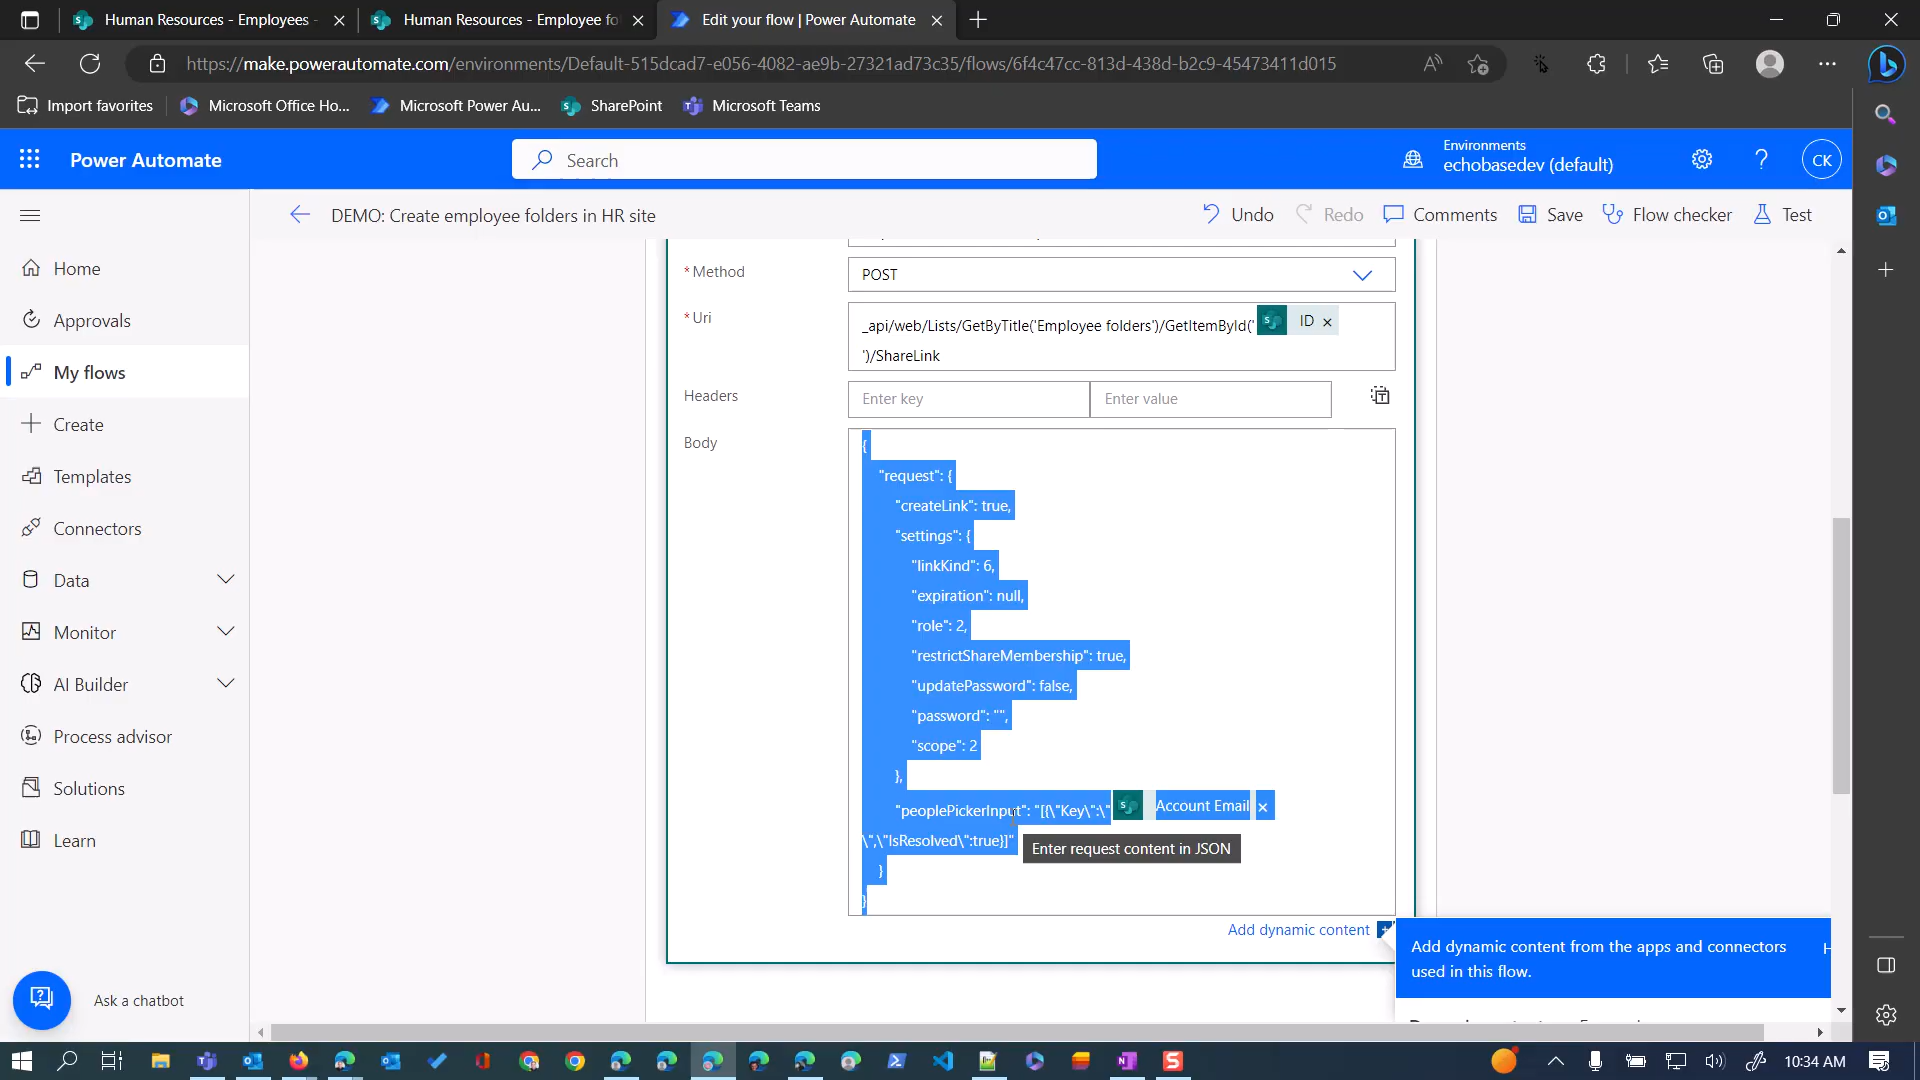 Human Resources - Employees -
Human Resources - Employee fo
Edit your flow | Power Automate
https://make.powerautomate.com/environments/Default-515dcad7-e056-4082-ae9b-27321ad73c35/flows/6f4c47cc-813d-438d-b2c9-45473411d015
Import favorites
Microsoft Office Ho...
Microsoft Power Au...
SharePoint
Microsoft Teams
Power Automate
Search
Environments
echobasedev (default)
CK
DEMO: Create employee folders in HR site
Undo
Redo
Comments
Save
Flow checker
Test
Home
Approvals
My flows
Create
Templates
Connectors
Data
Monitor
AI Builder
Process advisor
Solutions
Learn
Ask a chatbot
* Method
POST
* Uri
_api/web/Lists/GetByTitle('Employee folders')/GetItemById(' ID ×
')/ShareLink
Headers
Enter key
Enter value
Body
{
"request": {
"createLink": true,
"settings": {
"linkKind": 6,
"expiration": null,
"role": 2,
"restrictShareMembership": true,
"updatePassword": false,
"password": "",
"scope": 2
},
"peoplePickerInput": "[{\"Key\":\" Account Email ×
\",\"IsResolved\":true}]"
}
}
Enter request content in JSON
Add dynamic content
Add dynamic content from the apps and connectors
used in this flow.
10:34 AM